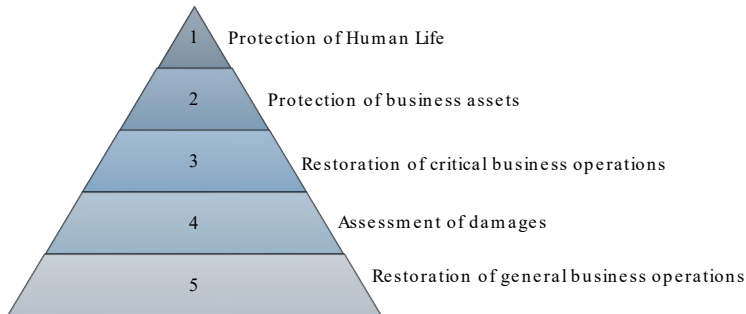 1 Protection of Human Life
2 Protection of business assets
3 Restoration of critical business operations
4 Assessment of damages
5 Restoration of general business operations